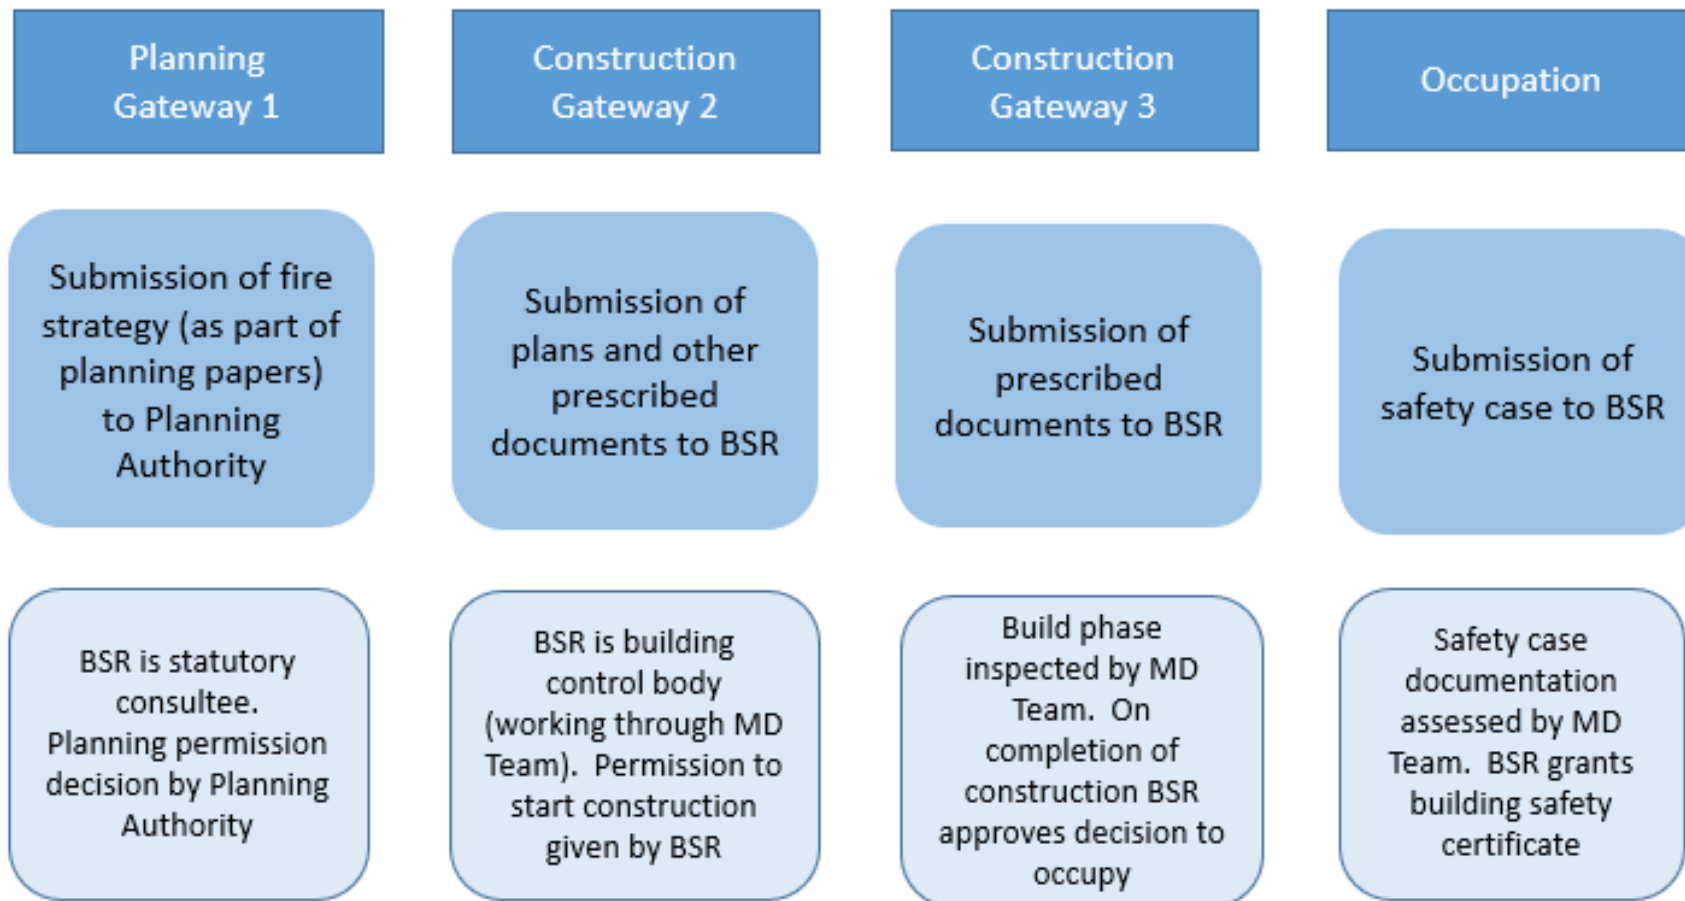 Planning
Gateway 1
Construction
Gateway 2
Construction
Gateway 3
Occupation
Submission of fire
strategy (as part of
planning papers)
to Planning
Authority
Submission of
plans and other
prescribed
documents to BSR
Submission of
prescribed
documents to BSR
Submission of
safety case to BSR
BSR is statutory
consultee.
Planning permission
decision by Planning
Authority
BSR is building
control body
(working through MD
Team).  Permission to
start construction
given by BSR
Build phase
inspected by MD
Team.  On
completion of
construction BSR
approves decision to
occupy
Safety case
documentation
assessed by MD
Team.  BSR grants
building safety
certificate